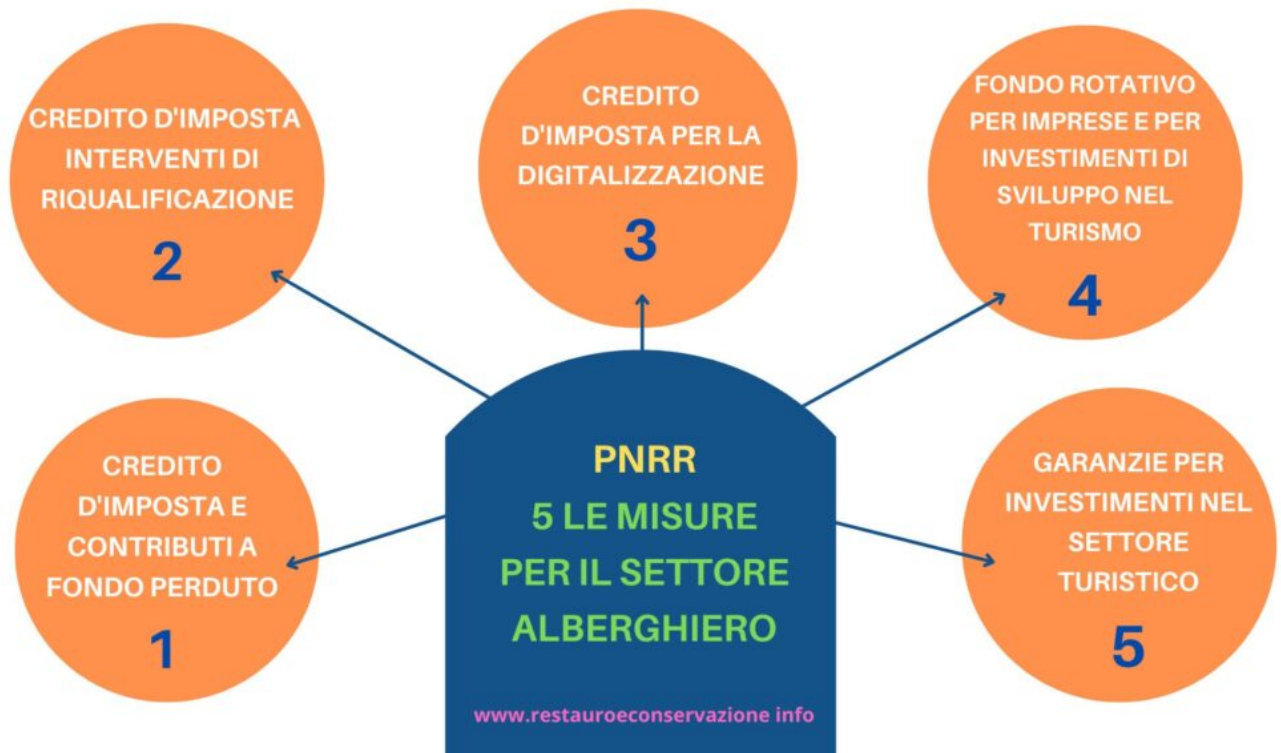 CREDITO D'IMPOSTA
INTERVENTI DI
RIQUALIFICAZIONE
2
CREDITO
D'IMPOSTA PER LA
DIGITALIZZAZIONE
3
FONDO ROTATIVO
PER IMPRESE E PER
INVESTIMENTI DI
SVILUPPO NEL
TURISMO
4
CREDITO
D'IMPOSTA E
CONTRIBUTI A
FONDO PERDUTO
1
PNRR
5 LE MISURE
PER IL SETTORE
ALBERGHIERO
www.restauroeconservazione info
GARANZIE PER
INVESTIMENTI NEL
SETTORE
TURISTICO
5